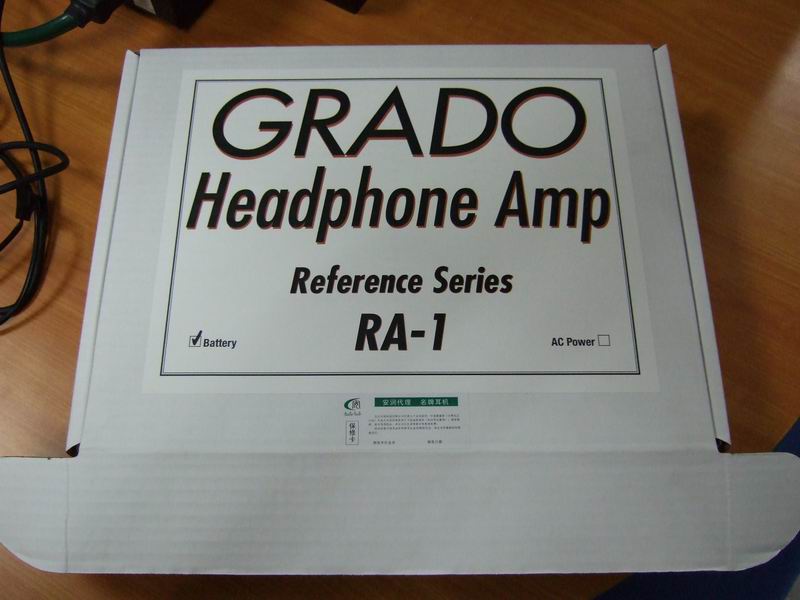 GRADO
Headphone Amp
Reference Series
RA-1
Battery
AC Power
安润代理 名牌耳机
保修卡